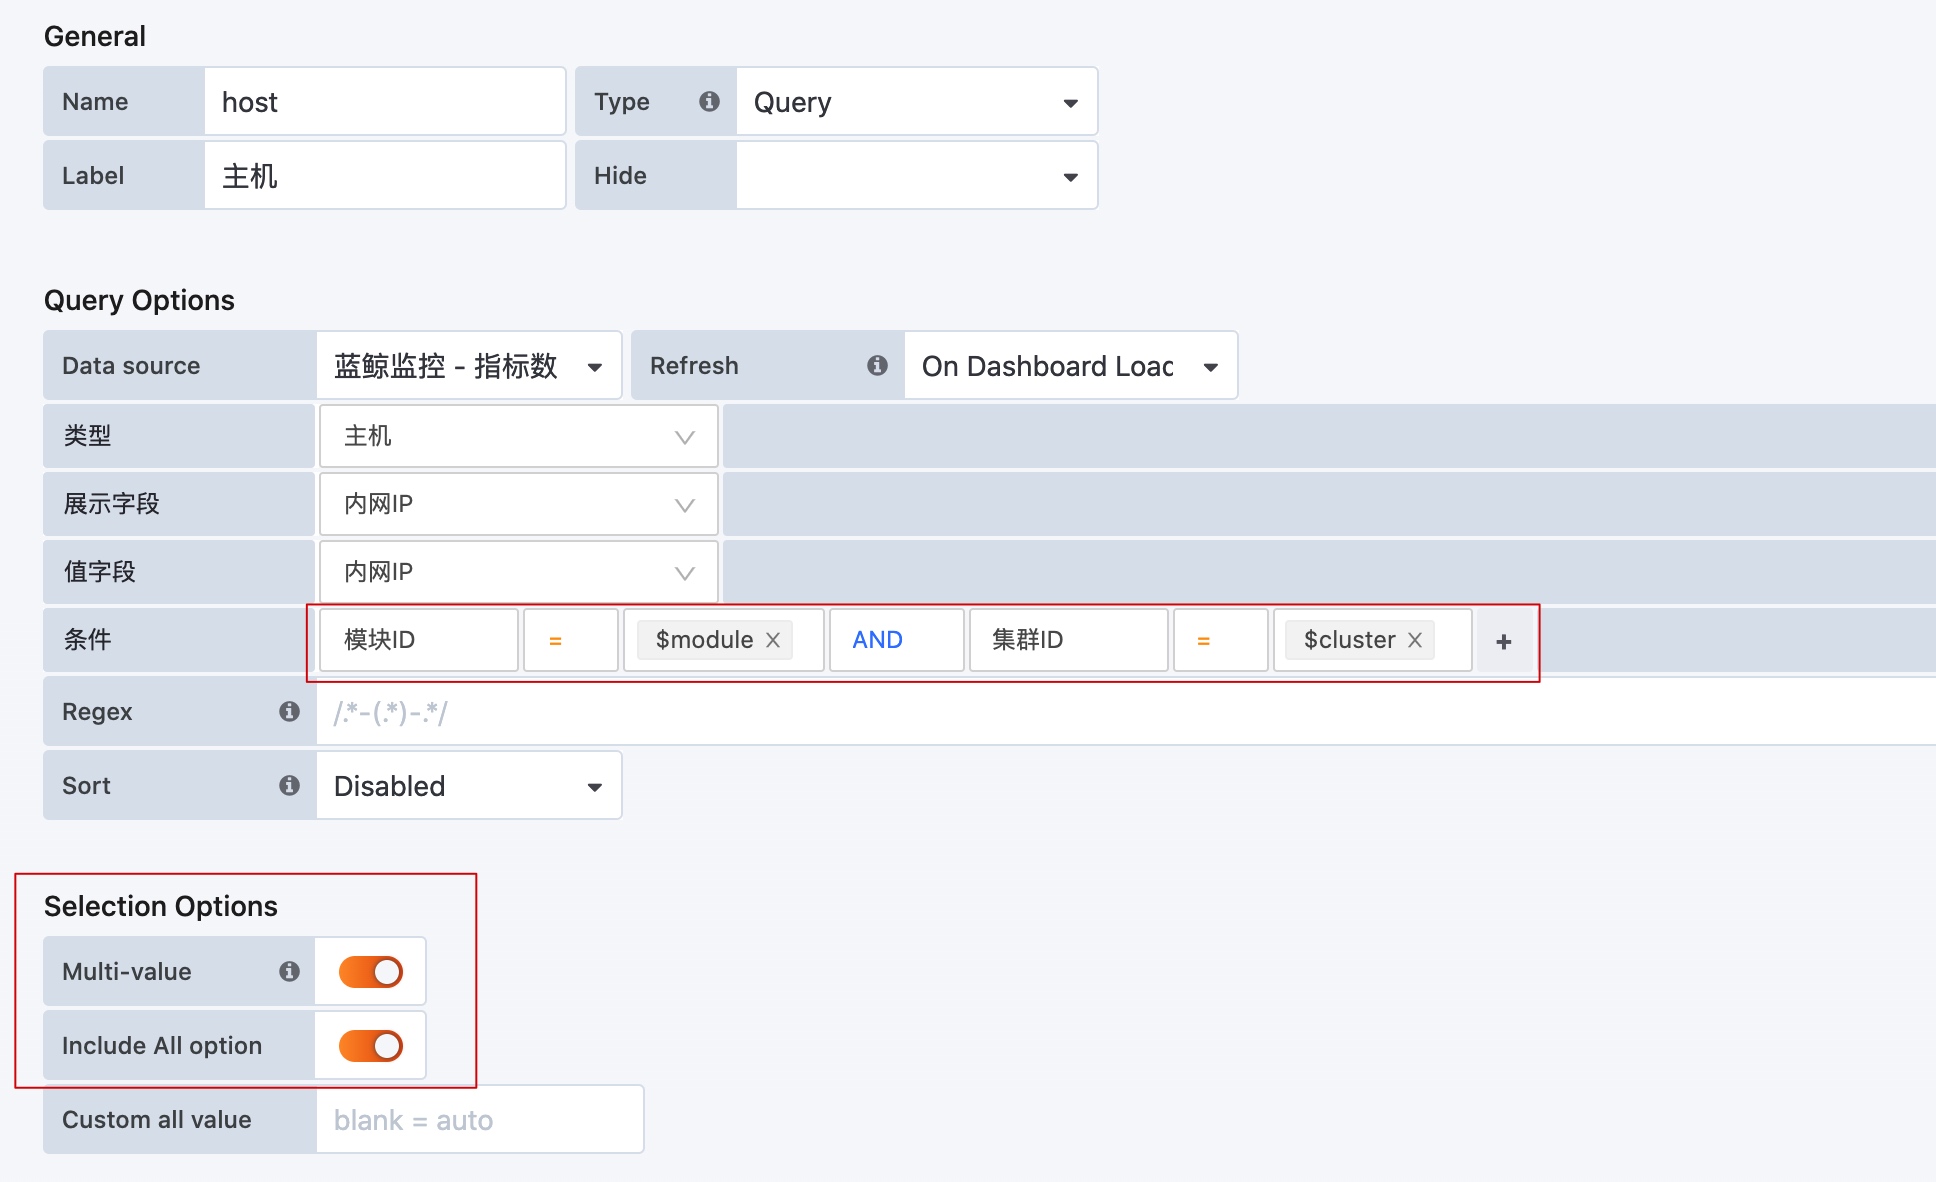 General
Name host Type Query
Label 主机 Hide
Query Options
Data source 蓝鲸监控 - 指标数 Refresh On Dashboard Load
类型 主机
展示字段 内网IP
值字段 内网IP
条件 模块ID = $module X AND 集群ID = $cluster X +
Regex /.*-(.*)-.*/
Sort Disabled
Selection Options
Multi-value
Include All option
Custom all value blank = auto